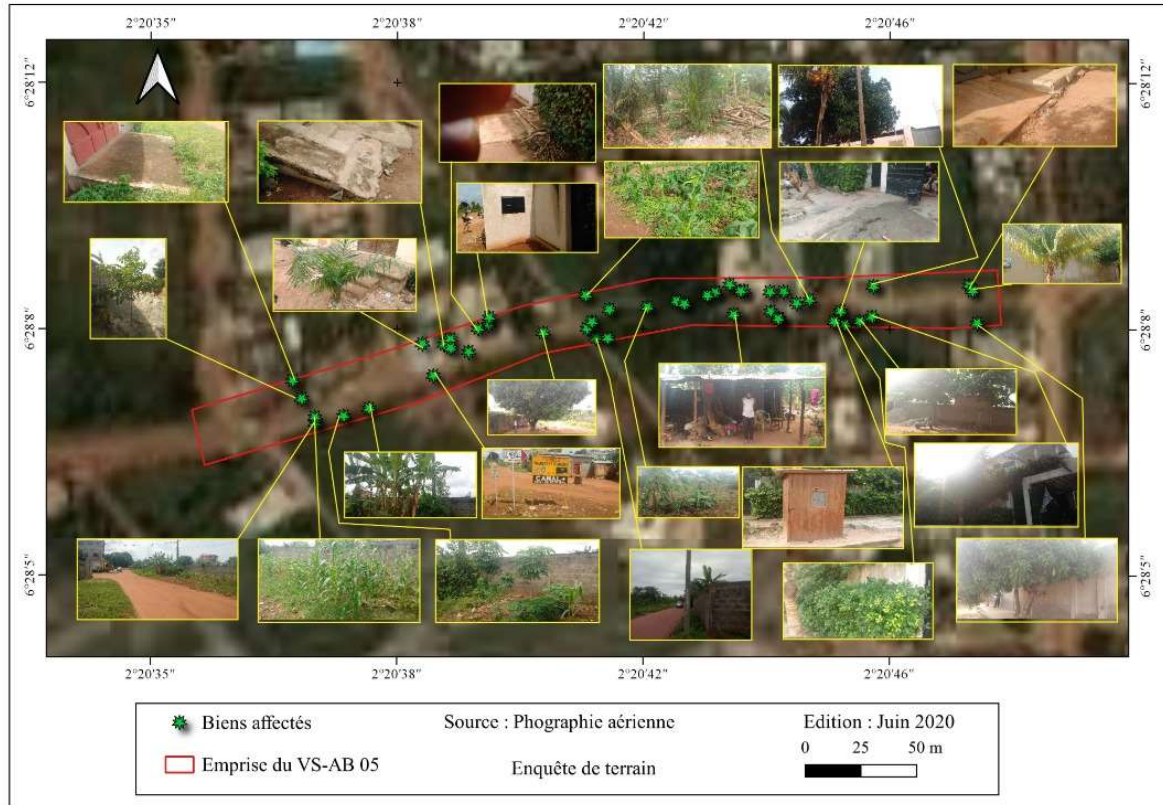 2°20'35" 2°20'38" 2°20'42" 2°20'46"
6°28'12" 6°28'12"
6°28'8" 6°28'8"
6°28'5" 6°28'5"
CANAL+
2°20'35" 2°20'38" 2°20'42" 2°20'46"
Biens affectés Source : Phographie aérienne Edition : Juin 2020
0 25 50 m
Emprise du VS-AB 05 Enquête de terrain